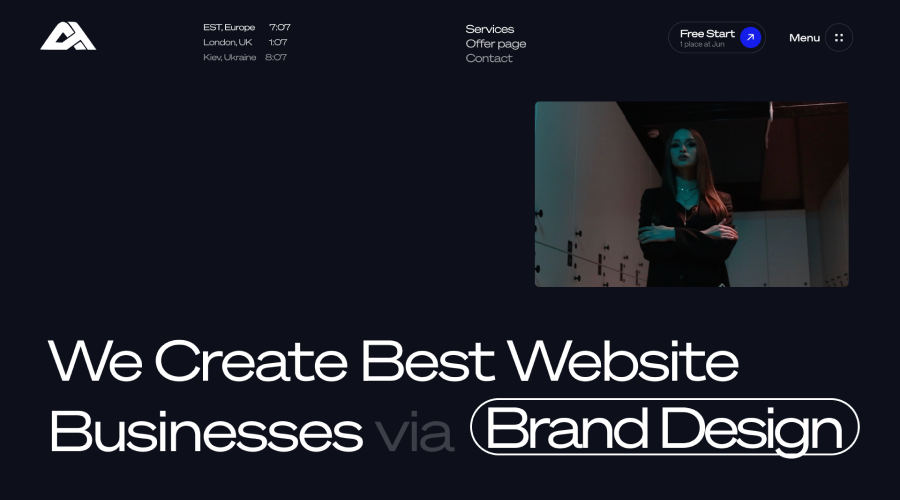 EST, Europe 7:07
London, UK 1:07
Kiev, Ukraine 8:07
Services
Offer page
Contact
Free Start
1 place at Jun
Menu
We Create Best Website
Businesses via Brand Design